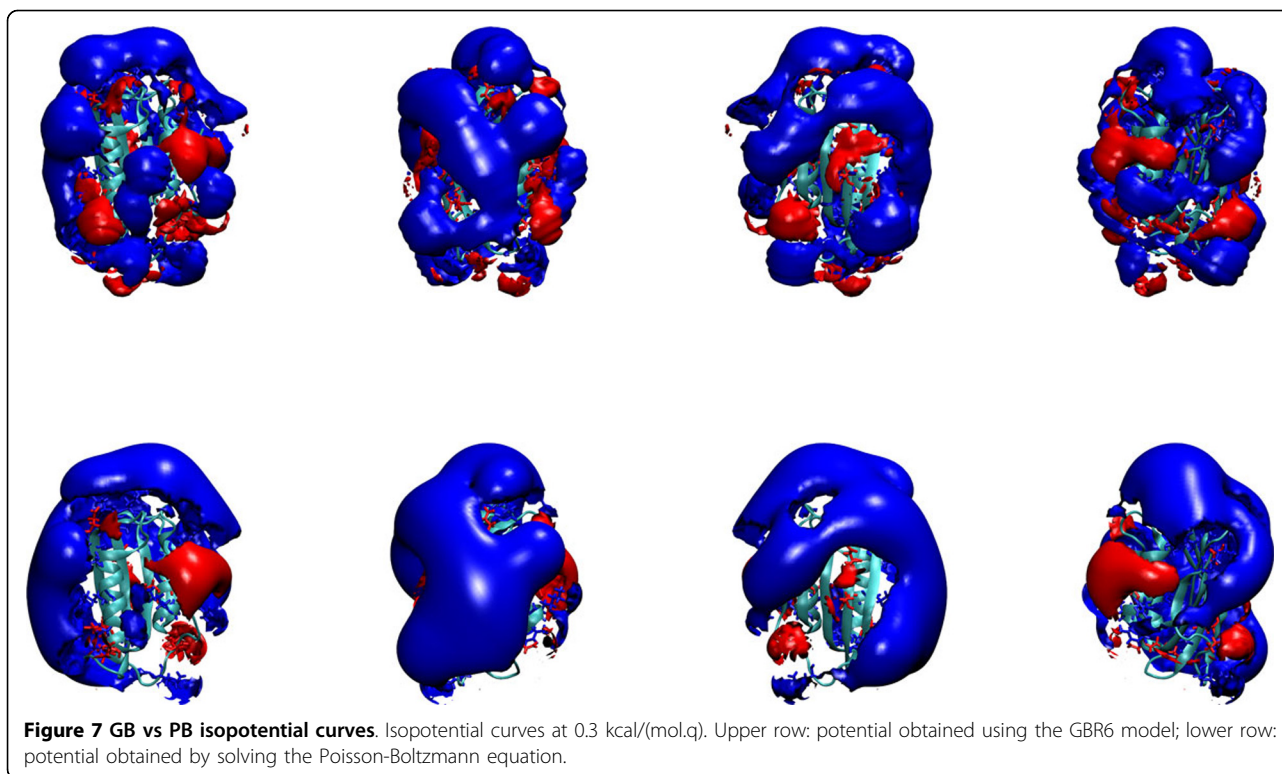 Figure 7 GB vs PB isopotential curves. Isopotential curves at 0.3 kcal/(mol.q). Upper row: potential obtained using the GBR6 model; lower row:
potential obtained by solving the Poisson-Boltzmann equation.